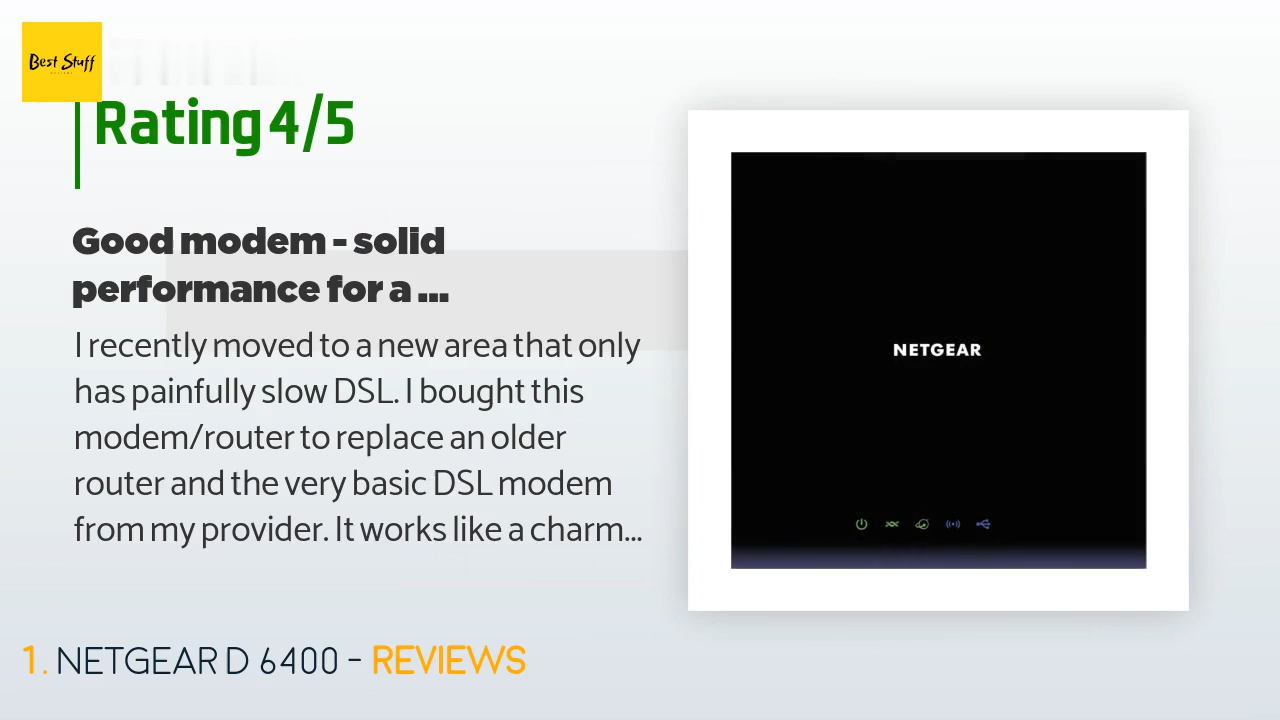 Best Stuff
Rating 4/5
Good modem - solid
performance for a ...
I recently moved to a new area that only
has painfully slow DSL. I bought this
modem/router to replace an older
router and the very basic DSL modem
from my provider. It works like a charm...
NETGEAR
1. NETGEAR D 6400 - REVIEWS